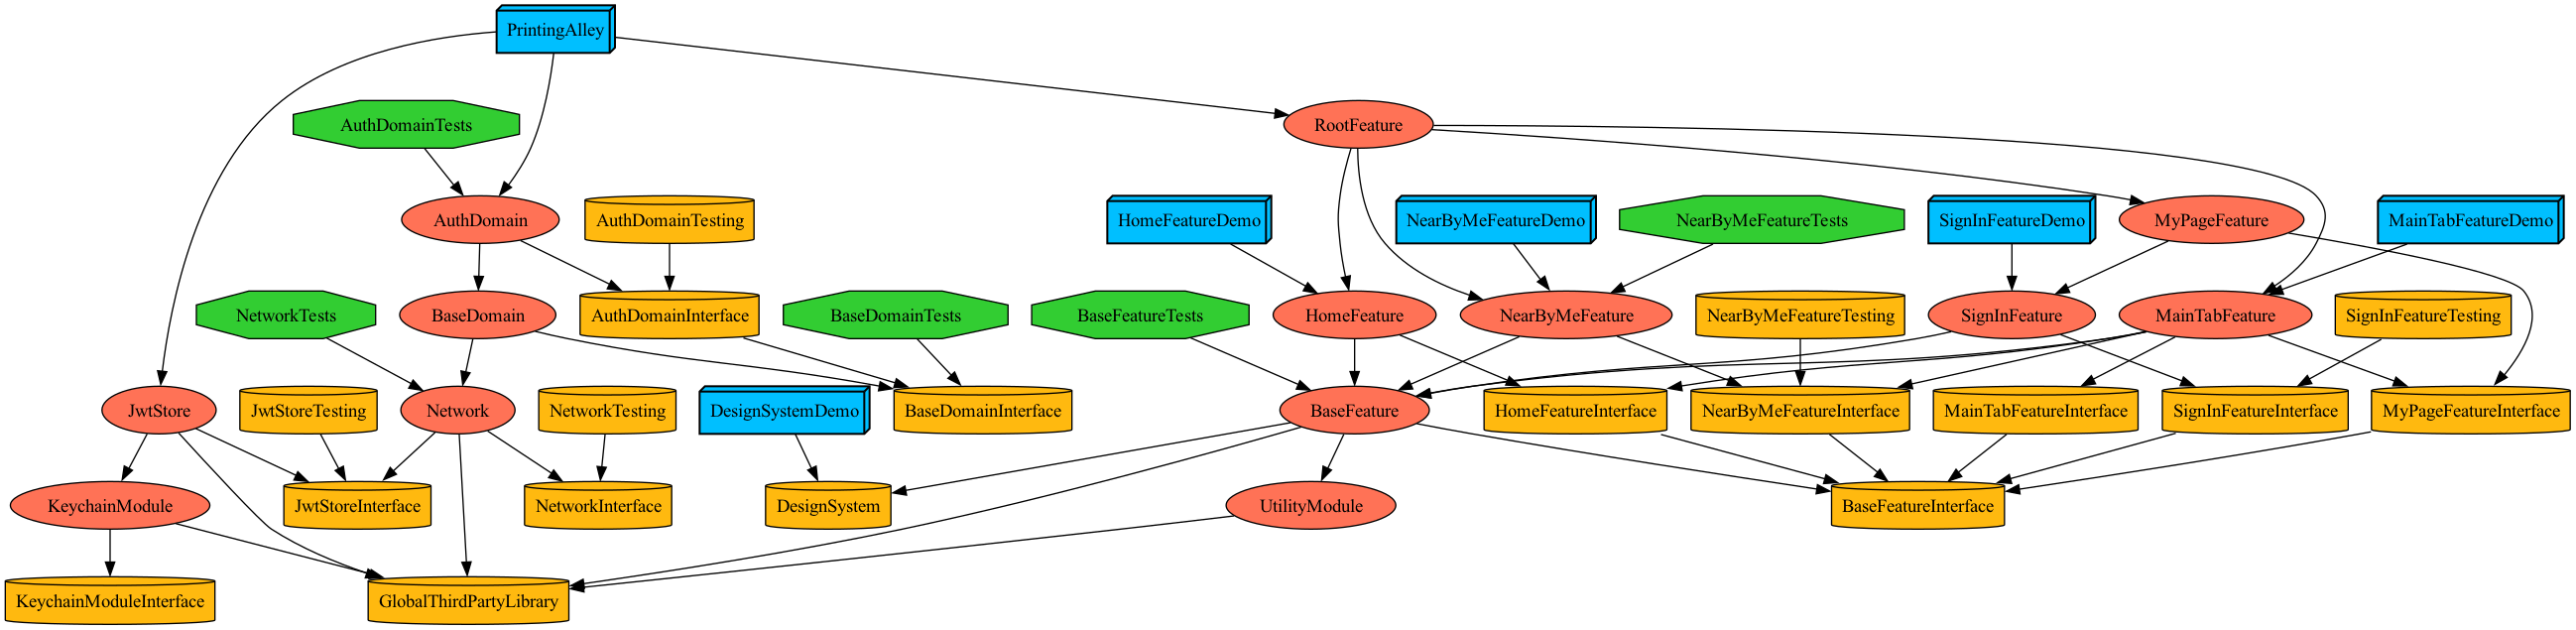 PrintingAlley
AuthDomainTests
RootFeature
AuthDomain
AuthDomainTesting
HomeFeatureDemo
NearByMeFeatureDemo
NearByMeFeatureTests
SignInFeatureDemo
MyPageFeature
MainTabFeatureDemo
NetworkTests
BaseDomain
AuthDomainInterface
BaseDomainTests
BaseFeatureTests
HomeFeature
NearByMeFeature
NearByMeFeatureTesting
SignInFeature
MainTabFeature
SignInFeatureTesting
JwtStore
JwtStoreTesting
Network
NetworkTesting
DesignSystemDemo
BaseDomainInterface
BaseFeature
HomeFeatureInterface
NearByMeFeatureInterface
MainTabFeatureInterface
SignInFeatureInterface
MyPageFeatureInterface
KeychainModule
JwtStoreInterface
NetworkInterface
DesignSystem
UtilityModule
BaseFeatureInterface
KeychainModuleInterface
GlobalThirdPartyLibrary